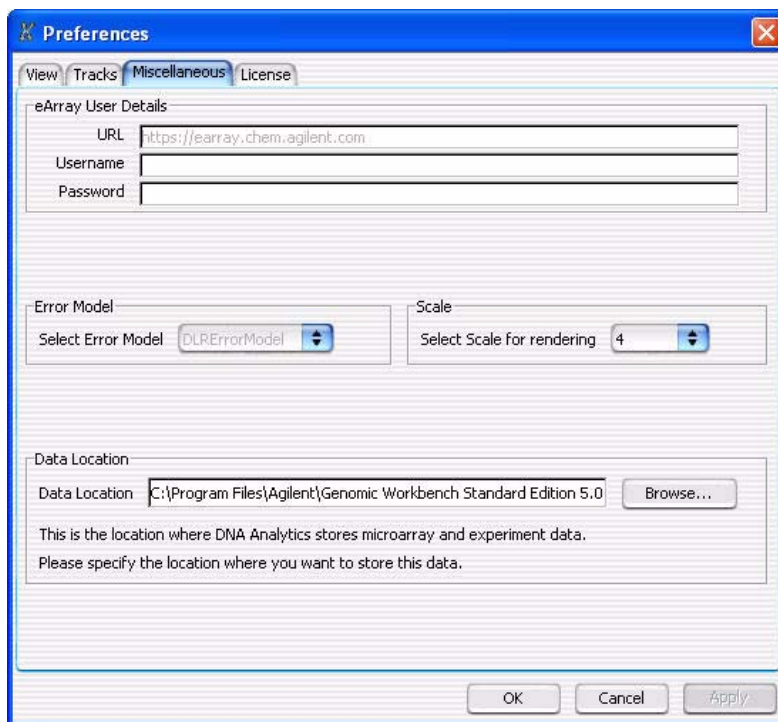 Preferences
View Tracks Miscellaneous License
eArray User Details
URL https://earray.chem.agilent.com
Username
Password
Error Model
Select Error Model DLRErrorModel
Scale
Select Scale for rendering 4
Data Location
Data Location C:\Program Files\Agilent\Genomic Workbench Standard Edition 5.0 Browse...
This is the location where DNA Analytics stores microarray and experiment data.
Please specify the location where you want to store this data.
OK Cancel Apply